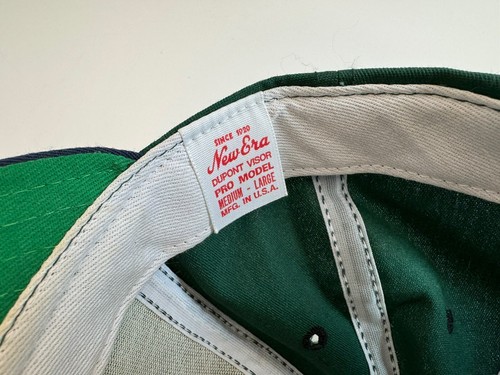 SINCE 1920
New Era
DUPONT VISOR
PRO MODEL
MEDIUM - LARGE
MFG. IN U.S.A.